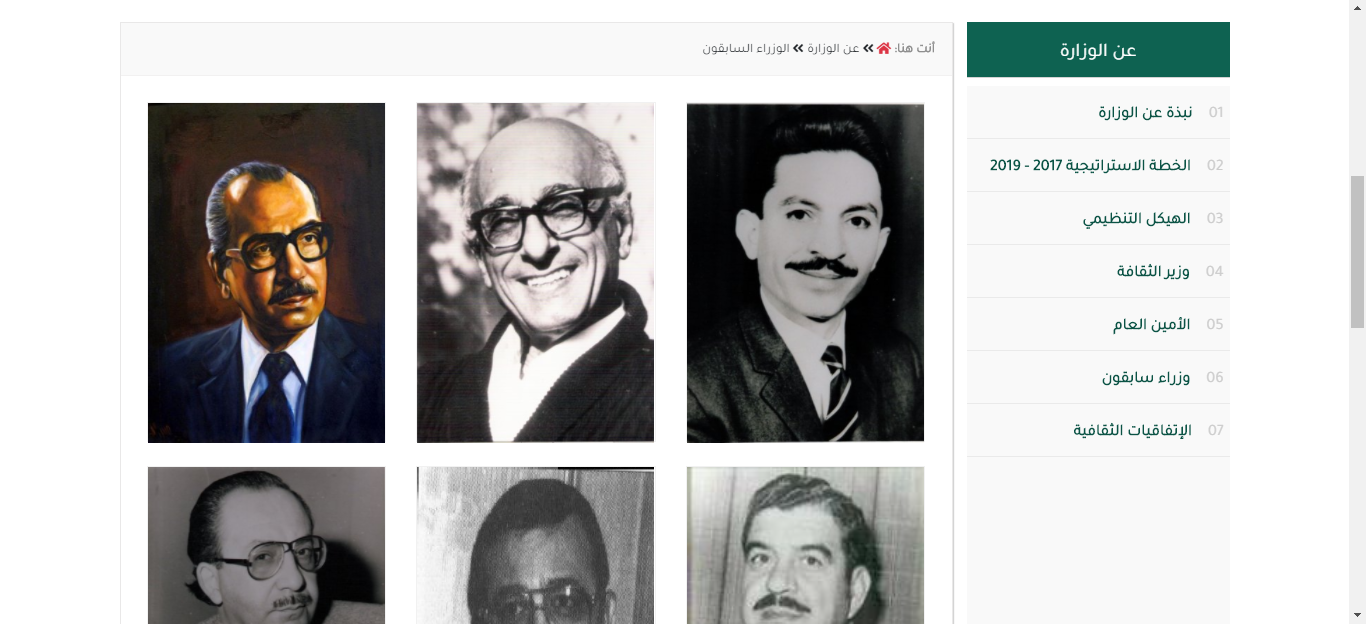 عن الوزارة
01 نبذة عن الوزارة
02 الخطة الاستراتيجية 2017 - 2019
03 الهيكل التنظيمي
04 وزير الثقافة
05 الأمين العام
06 وزراء سابقون
07 الإتفاقيات الثقافية
أنت هنا: » عن الوزارة » الوزراء السابقون